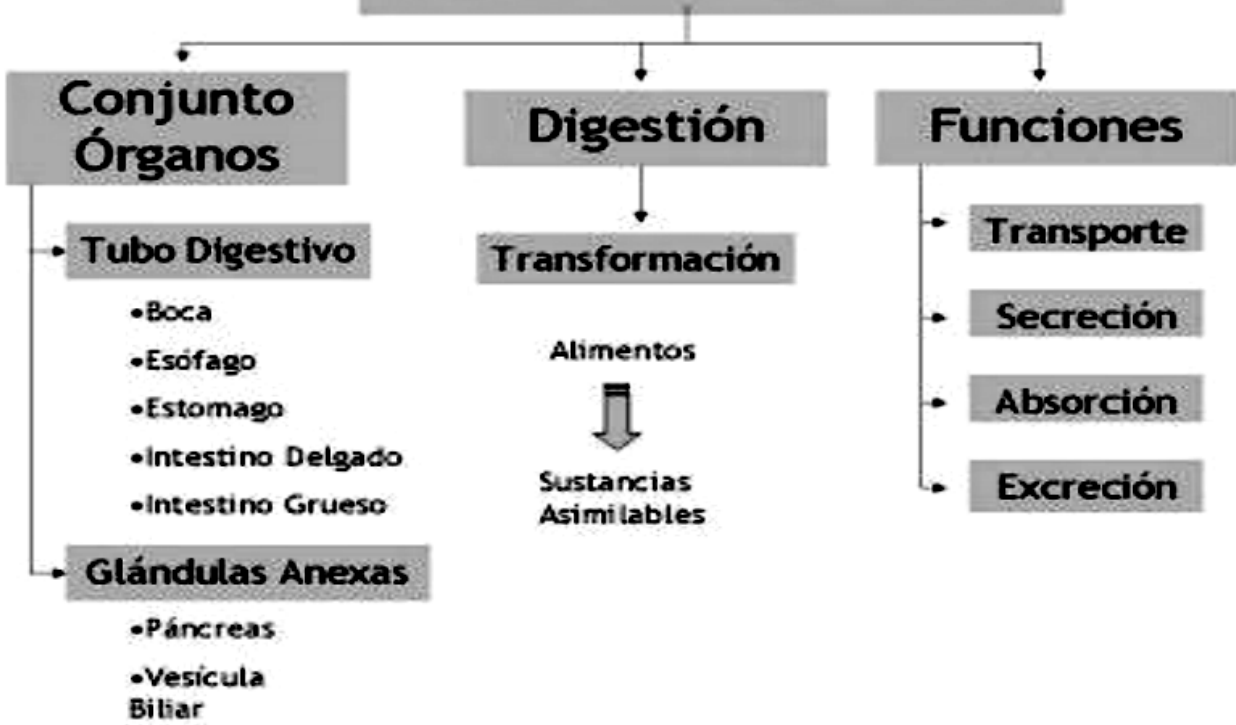 Conjunto
Órganos
Tubo Digestivo
•Boca
•Esófago
•Estomago
•Intestino Delgado
•Intestino Grueso
Glándulas Anexas
•Páncreas
•Vesícula
Biliar
Digestión
Transformación
Alimentos
Sustancias
Asimilables
Funciones
Transporte
Secreción
Absorción
Excreción